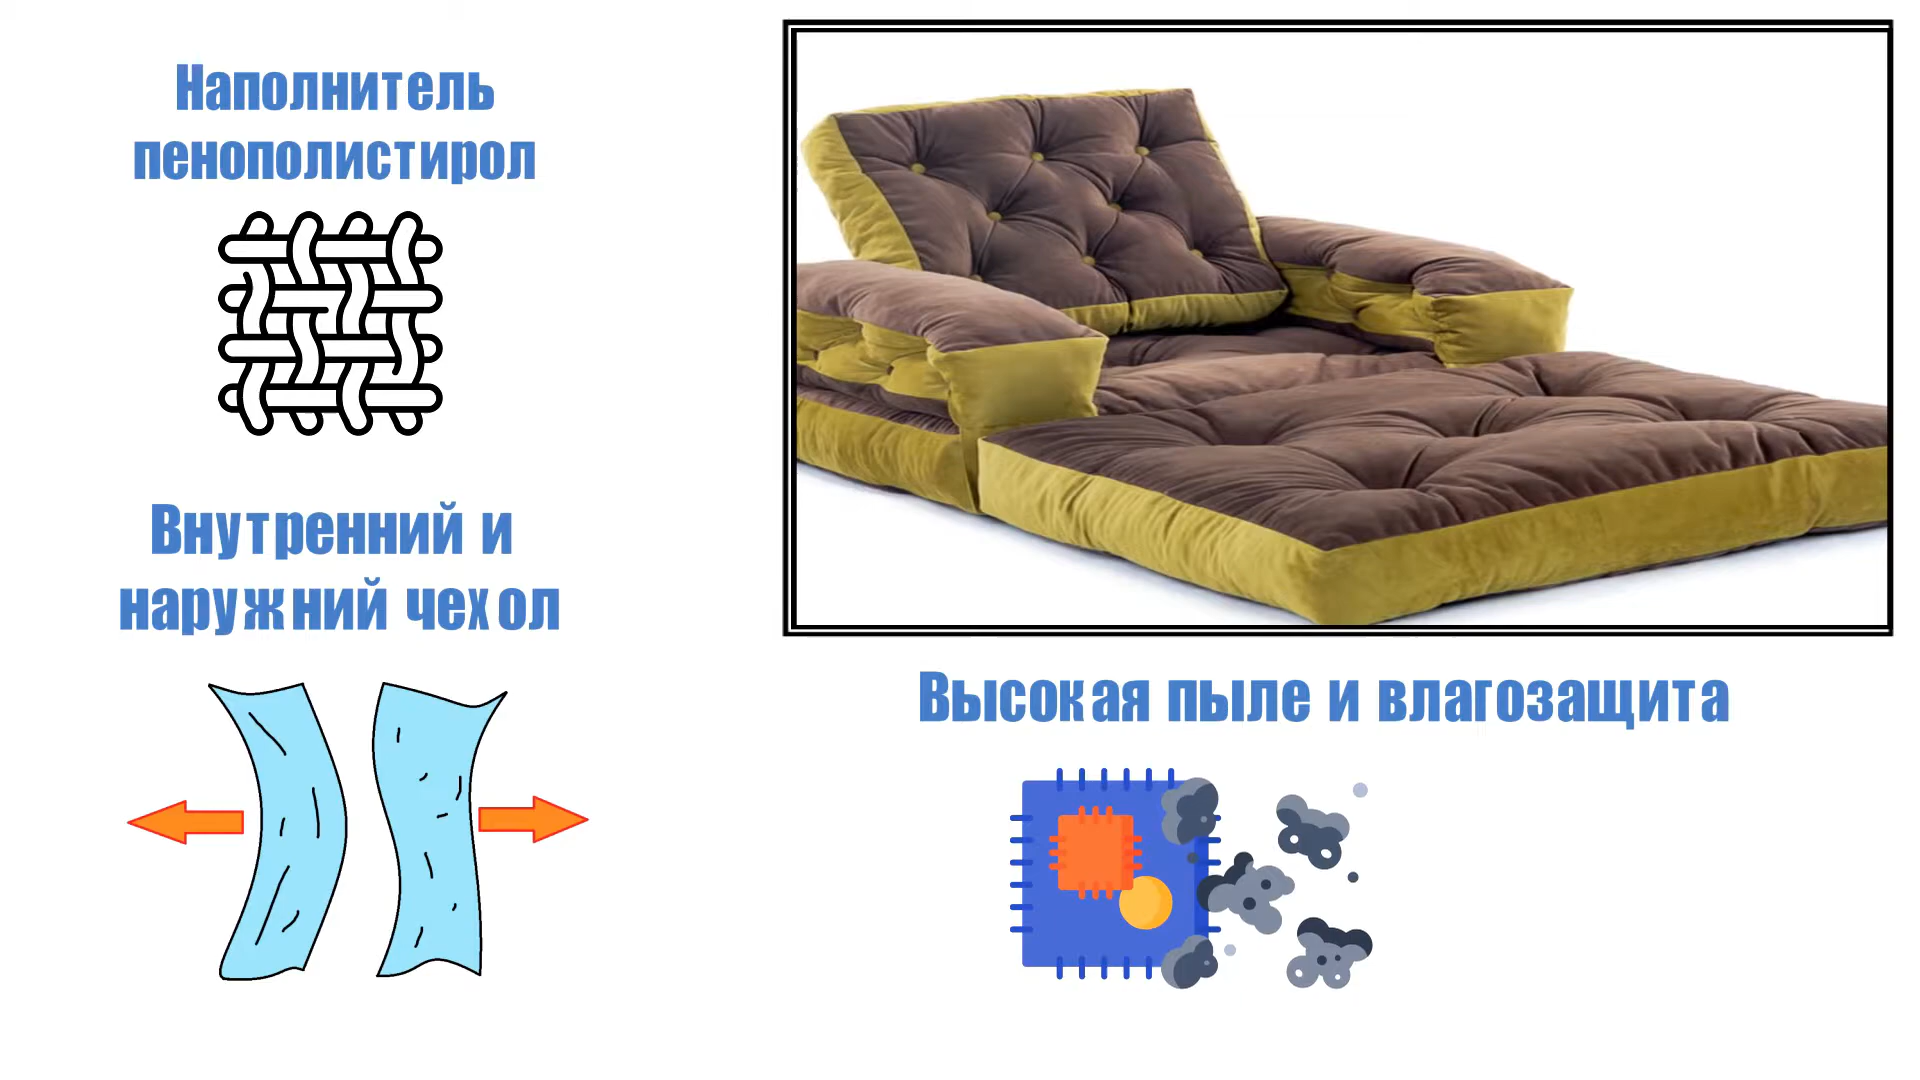 Наполнитель
пенополистирол
Внутренний и
наружний чехол
Высокая пыле и влагозащита